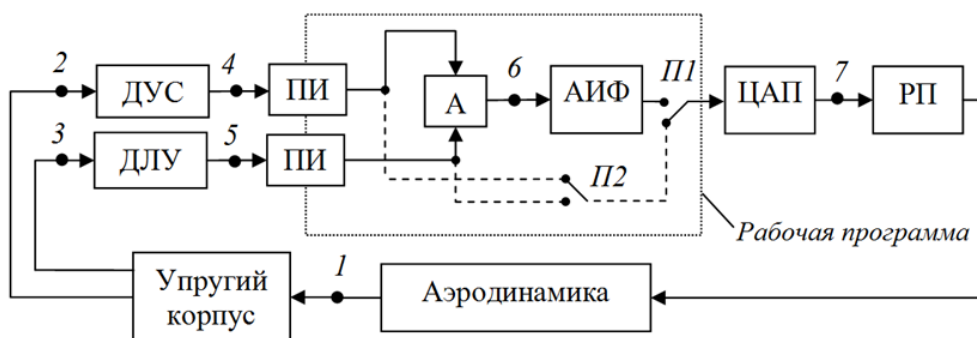 2
ДУС
4
ПИ
А
6
АИФ
П1
ЦАП
7
РП
3
ДЛУ
5
ПИ
П2
Рабочая программа
Упругий
корпус
1
Аэродинамика